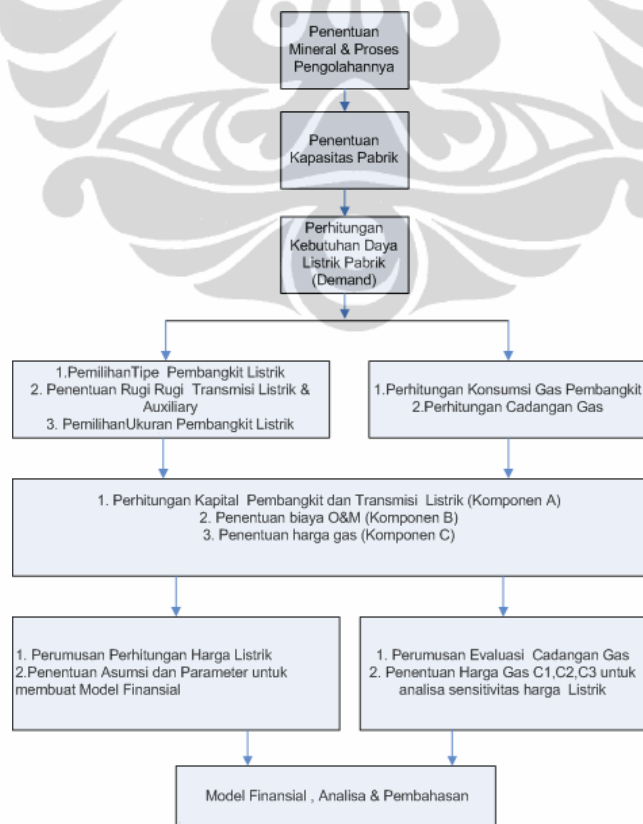 Penentuan
Mineral & Proses
Pengolahannya
Penentuan
Kapasitas Pabrik
Perhitungan
Kebutuhan Daya
Listrik Pabrik
(Demand)
1.PemilihanTipe Pembangkit Listrik
2. Penentuan Rugi Rugi Transmisi Listrik &
Auxiliary
3. PemilihanUkuran Pembangkit Listrik
1.Perhitungan Konsumsi Gas Pembangkit
2.Perhitungan Cadangan Gas
1. Perhitungan Kapital Pembangkit dan Transmisi Listrik (Komponen A)
2. Penentuan biaya O&M (Komponen B)
3. Penentuan harga gas (Komponen C)
1. Perumusan Perhitungan Harga Listrik
2.Penentuan Asumsi dan Parameter untuk
membuat Model Finansial
1. Perumusan Evaluasi Cadangan Gas
2. Penentuan Harga Gas C1,C2,C3 untuk
analisa sensitivitas harga Listrik
Model Finansial , Analisa & Pembahasan